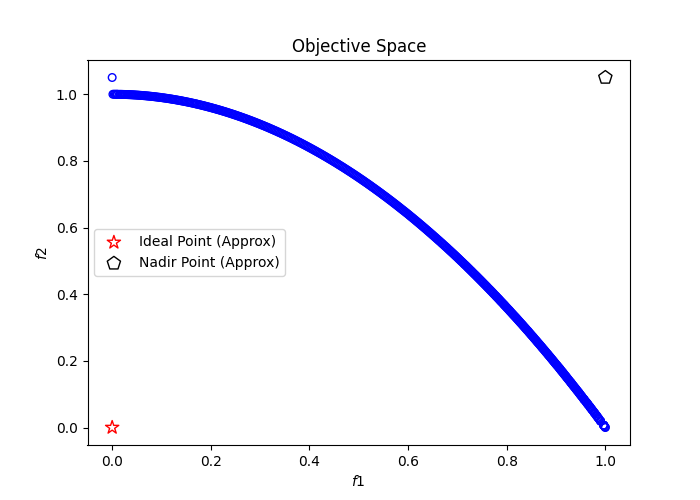 Objective Space
1.0
0.8
0.6
0.4
0.2
0.0
f2
Ideal Point (Approx)
Nadir Point (Approx)
0.0 0.2 0.4 0.6 0.8 1.0
f1